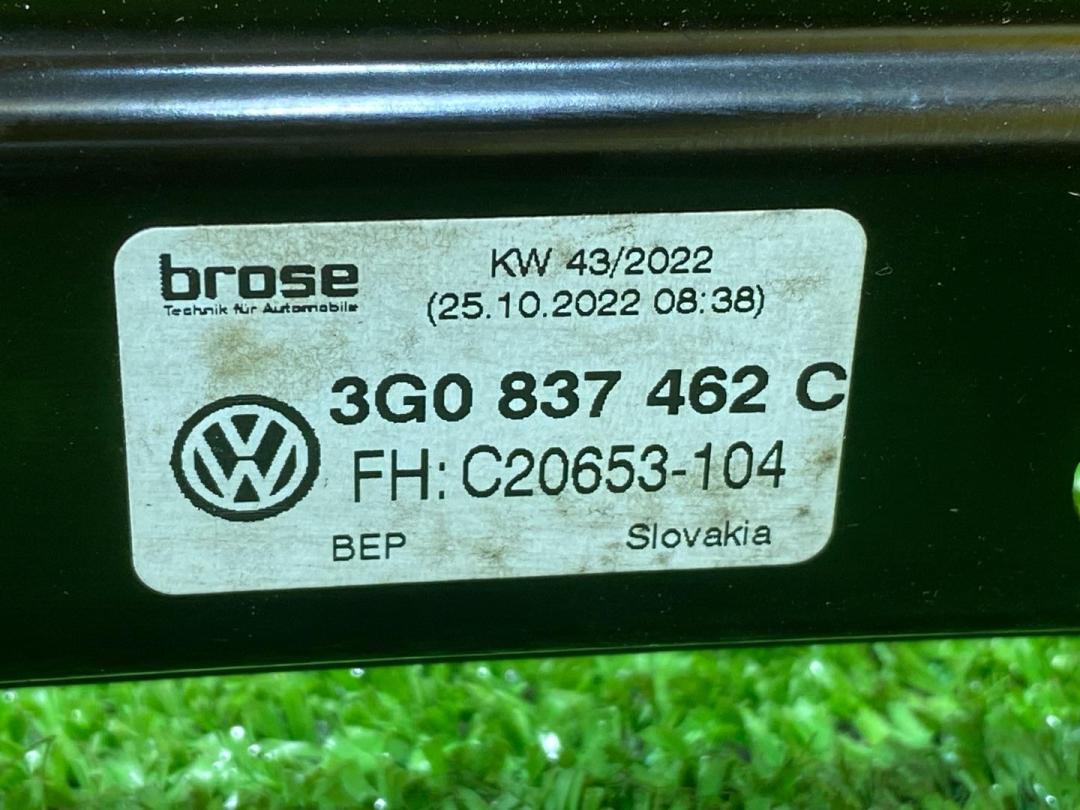 brose
Technik für Automobile
KW 43/2022
(25.10.2022 08:38)
3G0 837 462 C
FH: C20653-104
BEP
Slovakia